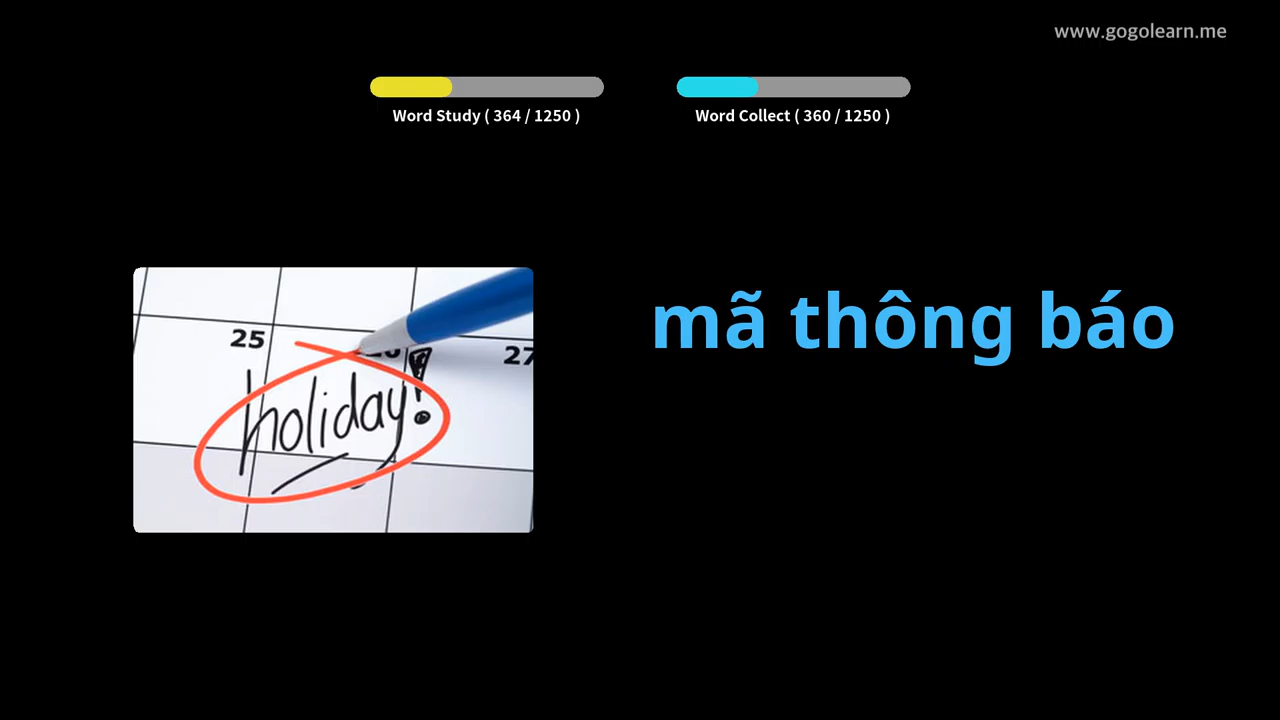 www.gogolearn.me
Word Study ( 364 / 1250 )
Word Collect ( 360 / 1250 )
mã thông báo
25
27
holiday!